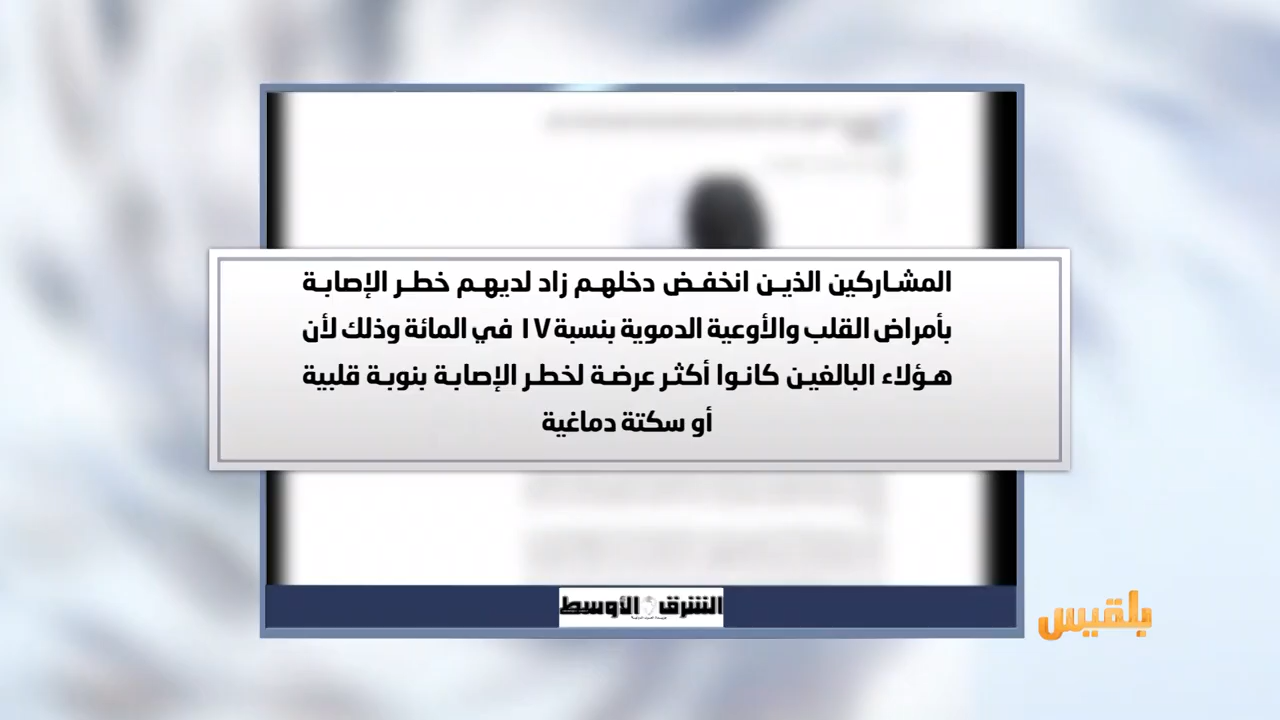 المشاركين الذين انخفض دخلهم زاد لديهم خطر الإصابة
بأمراض القلب والأوعية الدموية بنسبة ١٧ في المائة وذلك لأن
هؤلاء البالغين كانوا أكثر عرضة لخطر الإصابة بنوبة قلبية
أو سكتة دماغية
الشرق الأوسط
بلقيس